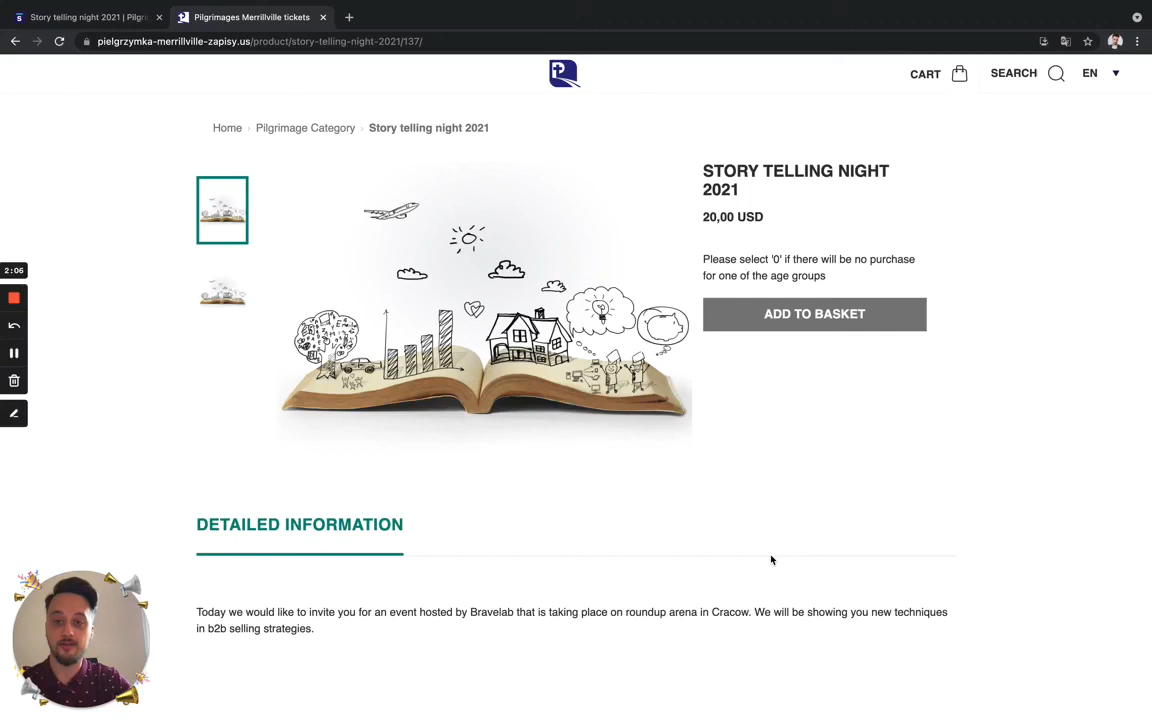 Story telling night 2021 | Pilgri
Pilgrimages Merrillville tickets
pielgrzymka-merrillville-zapisy.us/product/story-telling-night-2021/137/
P
CART
SEARCH
EN
Home › Pilgrimage Category › Story telling night 2021
STORY TELLING NIGHT
2021
20,00 USD
Please select '0' if there will be no purchase
for one of the age groups
ADD TO BASKET
2:06
DETAILED INFORMATION
Today we would like to invite you for an event hosted by Bravelab that is taking place on roundup arena in Cracow. We will be showing you new techniques
in b2b selling strategies.